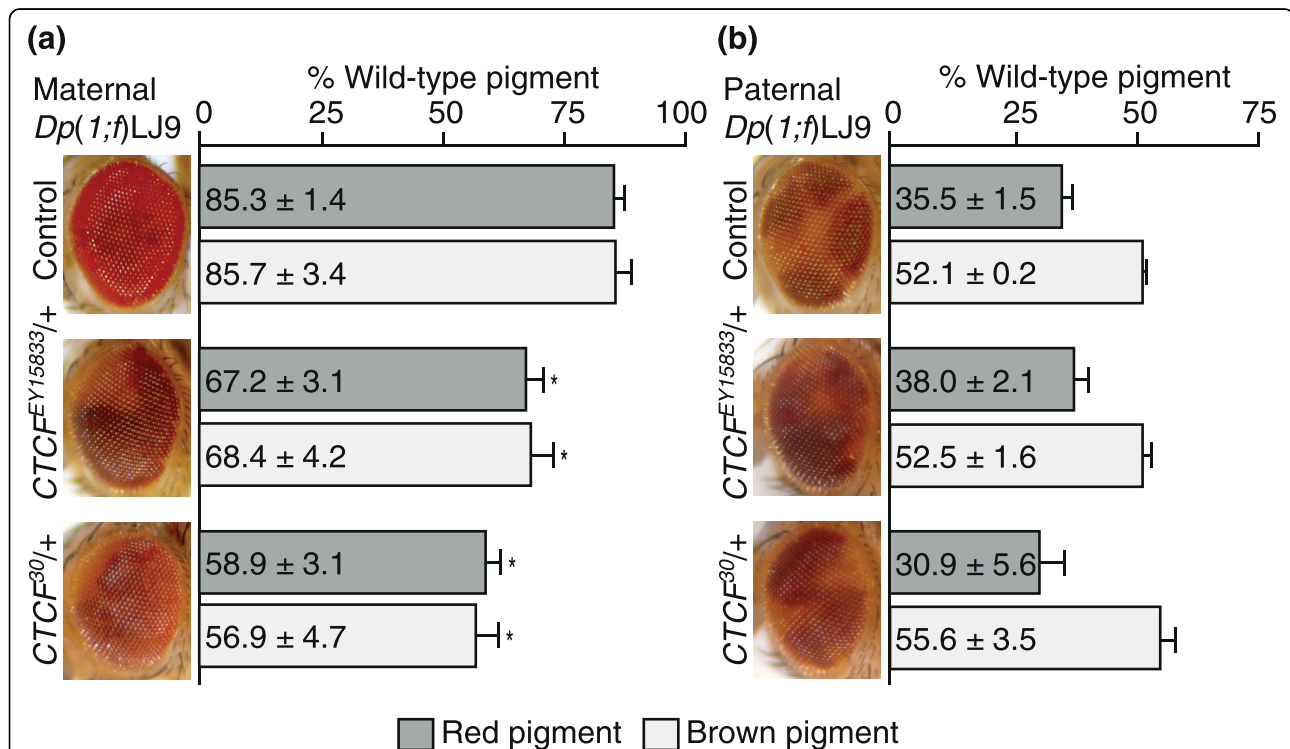 (a)
% Wild-type pigment
Maternal
Dp(1;f)LJ9
0 25 50 75 100
Control
85.3 ± 1.4
85.7 ± 3.4
CTCF^EY15833/+
67.2 ± 3.1 *
68.4 ± 4.2 *
CTCF^30/+
58.9 ± 3.1 *
56.9 ± 4.7 *
(b)
% Wild-type pigment
Paternal
Dp(1;f)LJ9
0 25 50 75
Control
35.5 ± 1.5
52.1 ± 0.2
CTCF^EY15833/+
38.0 ± 2.1
52.5 ± 1.6
CTCF^30/+
30.9 ± 5.6
55.6 ± 3.5
Red pigment Brown pigment